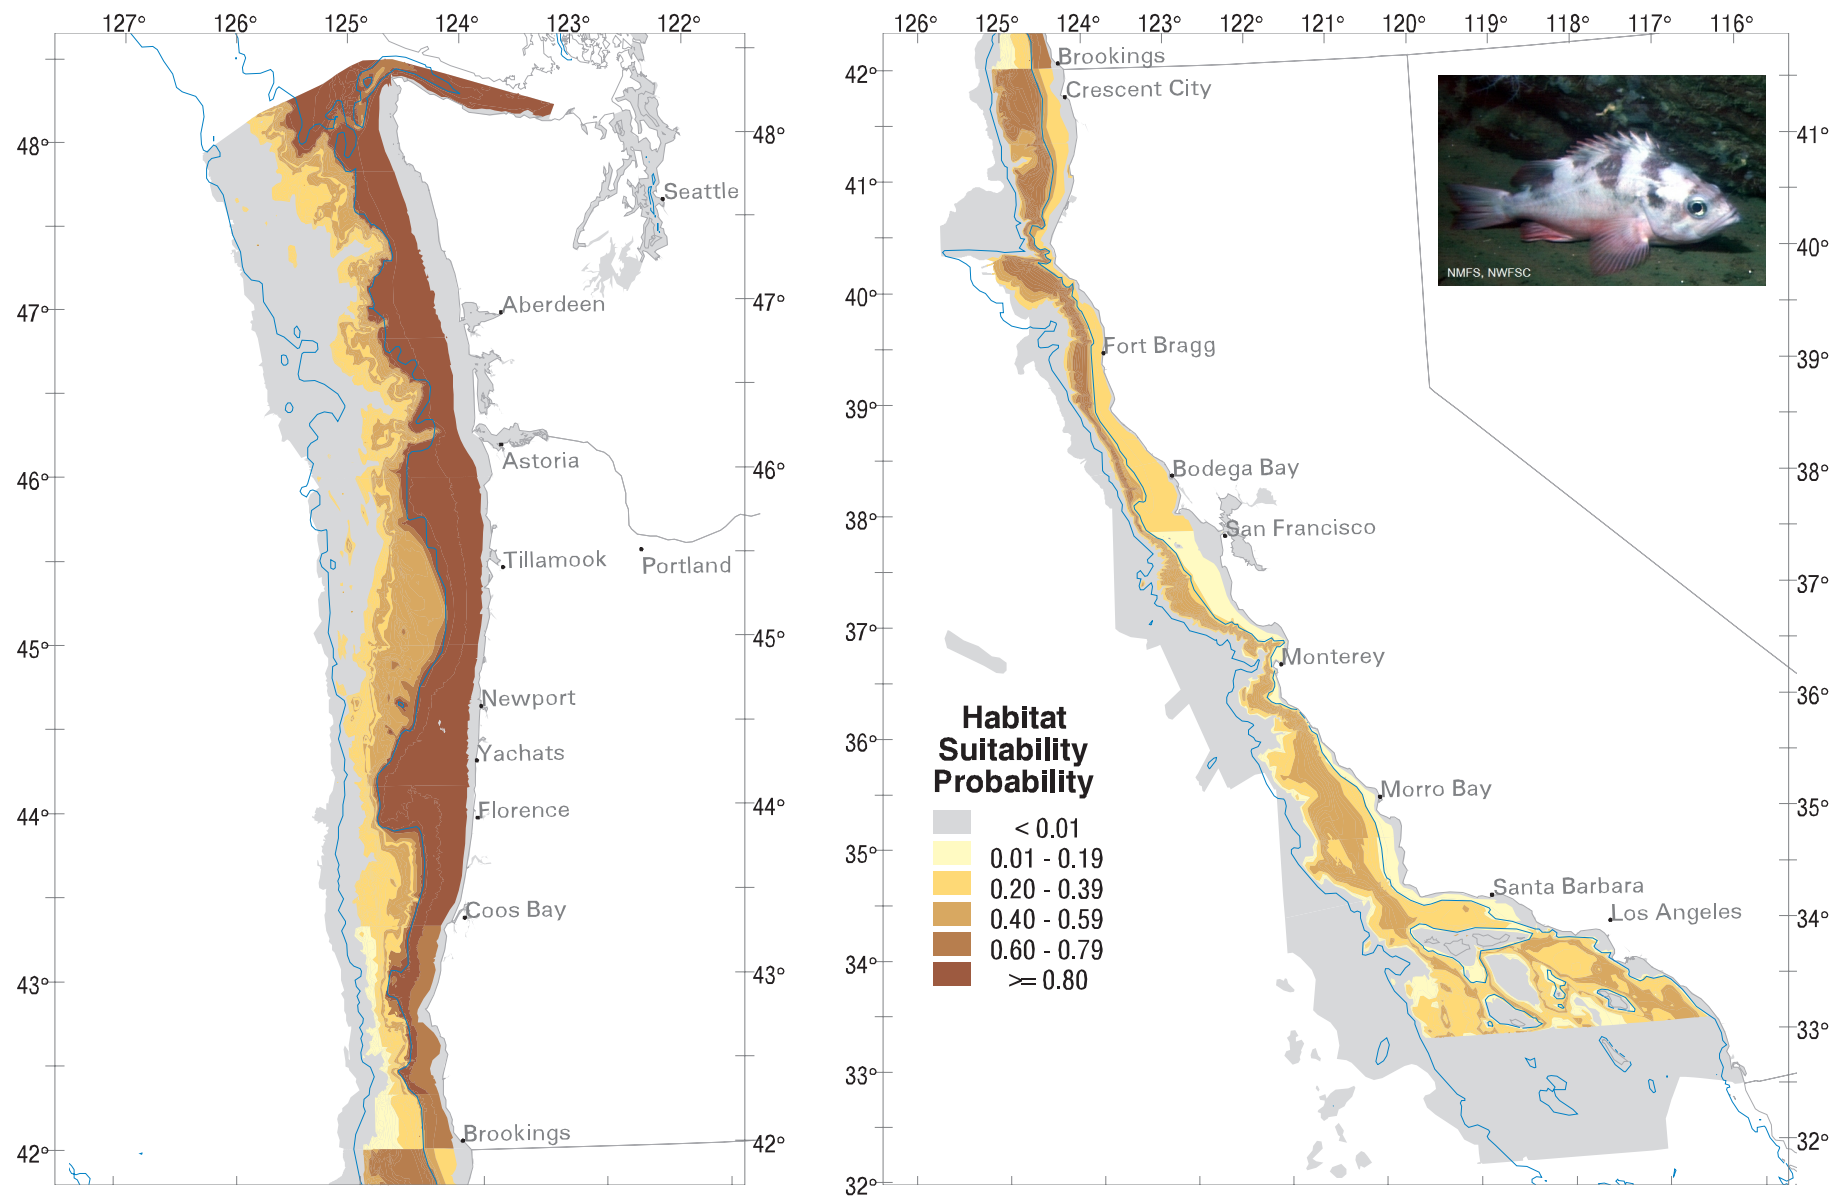 127° 125° 124° 123° 122°
126°
48°
47°
46°
45°
44°
43°
42°
48°
47°
46°
45°
44°
43°
42°
Seattle
Aberdeen
Astoria
Tillamook
Portland
Newport
Yachats
Florence
Coos Bay
Brookings
126° 125° 124° 123° 122° 121° 120° 119° 118° 117° 116°
42°
41°
40°
39°
38°
37°
36°
35°
34°
33°
32°
41°
40°
39°
38°
37°
36°
35°
34°
33°
32°
Brookings
Crescent City
Fort Bragg
Bodega Bay
San Francisco
Monterey
Morro Bay
Santa Barbara
Los Angeles
NMFS, NWFSC
Habitat
Suitability
Probability
< 0.01
0.01 - 0.19
0.20 - 0.39
0.40 - 0.59
0.60 - 0.79
>= 0.80